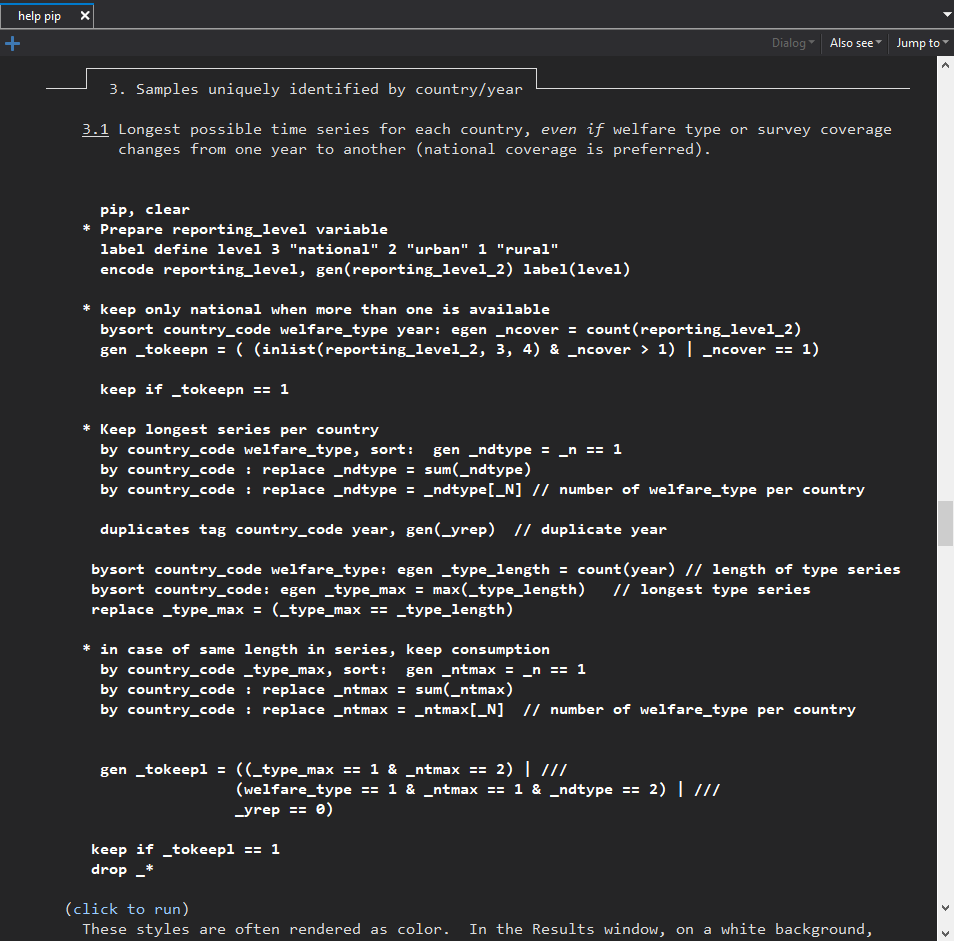 help pip
Dialog
Also see
Jump to
3. Samples uniquely identified by country/year
3.1 Longest possible time series for each country, even if welfare type or survey coverage
changes from one year to another (national coverage is preferred).
pip, clear
* Prepare reporting_level variable
label define level 3 "national" 2 "urban" 1 "rural"
encode reporting_level, gen(reporting_level_2) label(level)
* keep only national when more than one is available
bysort country_code welfare_type year: egen _ncover = count(reporting_level_2)
gen _tokeepn = ( (inlist(reporting_level_2, 3, 4) & _ncover > 1) | _ncover == 1)
keep if _tokeepn == 1
* Keep longest series per country
by country_code welfare_type, sort:  gen _ndtype = _n == 1
by country_code : replace _ndtype = sum(_ndtype)
by country_code : replace _ndtype = _ndtype[_N] // number of welfare_type per country
duplicates tag country_code year, gen(_yrep)  // duplicate year
bysort country_code welfare_type: egen _type_length = count(year) // length of type series
bysort country_code: egen _type_max = max(_type_length)   // longest type series
replace _type_max = (_type_max == _type_length)
* in case of same length in series, keep consumption
by country_code _type_max, sort:  gen _ntmax = _n == 1
by country_code : replace _ntmax = sum(_ntmax)
by country_code : replace _ntmax = _ntmax[_N]  // number of welfare_type per country
gen _tokeepl = ((_type_max == 1 & _ntmax == 2) | ///
(welfare_type == 1 & _ntmax == 1 & _ndtype == 2) | ///
_yrep == 0)
keep if _tokeepl == 1
drop _*
(click to run)
These styles are often rendered as color.  In the Results window, on a white background,